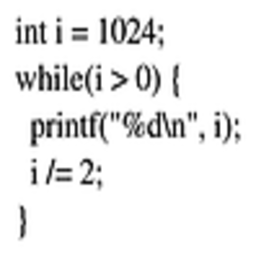 int i = 1024;
while(i > 0) {
printf("%d\n", i);
i /= 2;
}